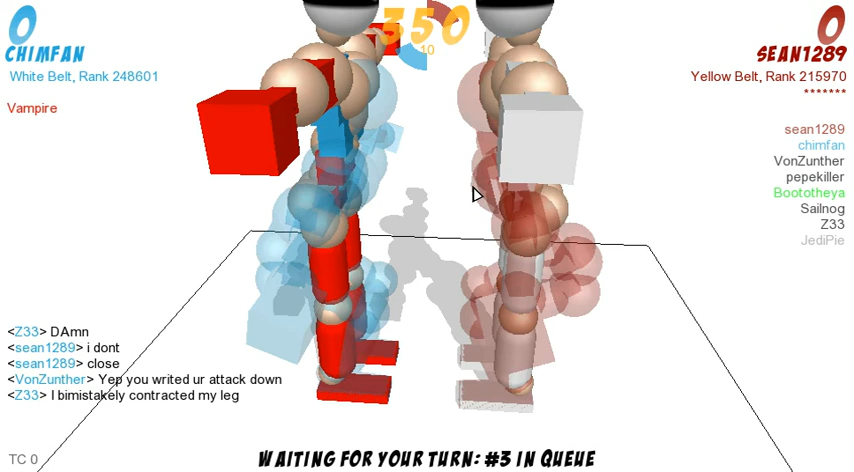 0
350
0
CHIMFAN
10
SEAN1289
White Belt, Rank 248601
Yellow Belt, Rank 215970
*******
Vampire
sean1289
chimfan
VonZunther
pepekiller
Boototheya
Sailnog
Z33
JediPie
<Z33> DAmn
<sean1289> i dont
<sean1289> close
<VonZunther> Yep you writed ur attack down
<Z33> I bimistakely contracted my leg
TC 0
WAITING FOR YOUR TURN: #3 IN QUEUE